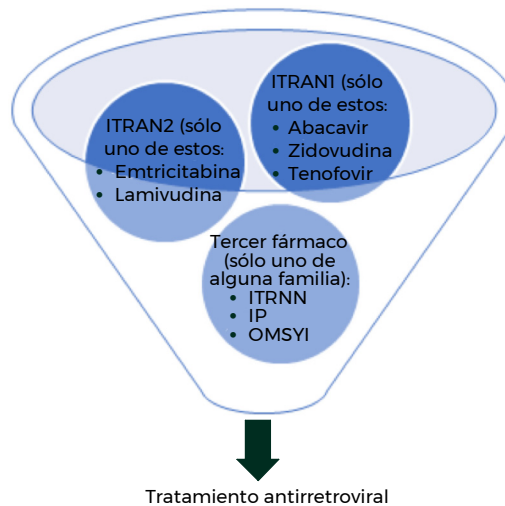 ITRAN2 (sólo
uno de estos:
• Emtricitabina
• Lamivudina
ITRAN1 (sólo
uno de estos:
• Abacavir
• Zidovudina
• Tenofovir
Tercer fármaco
(sólo uno de
alguna familia):
• ITRNN
• IP
• OMSYI
Tratamiento antirretroviral